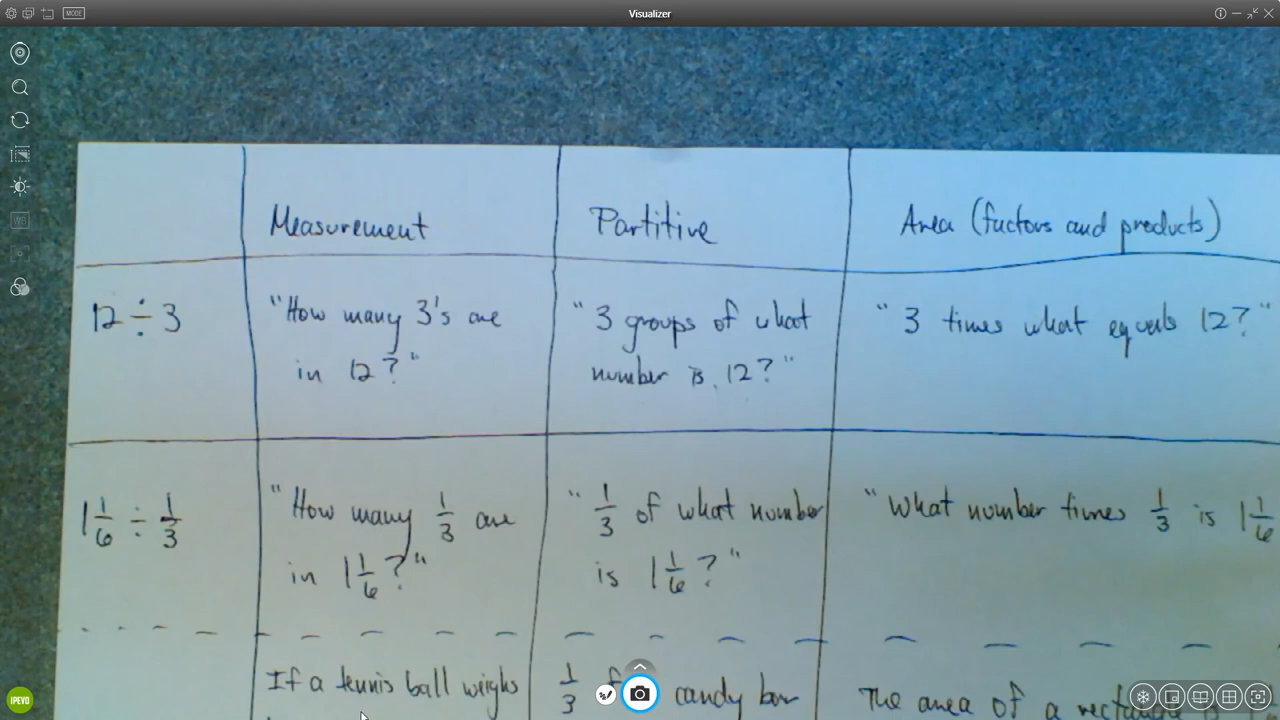 MODE
Visualizer
Measurement
Partitive
Area (factors and products)
12 ÷ 3
"How many 3's are
in 12?"
"3 groups of what
number is 12?"
"3 times what equals 12?"
1 1/6 ÷ 1/3
"How many 1/3 are
in 1 1/6?"
"1/3 of what number
is 1 1/6?"
"What number times 1/3 is 1 1/6
If a tennis ball weighs
1/3 candy bar
The area of a
IPEVO